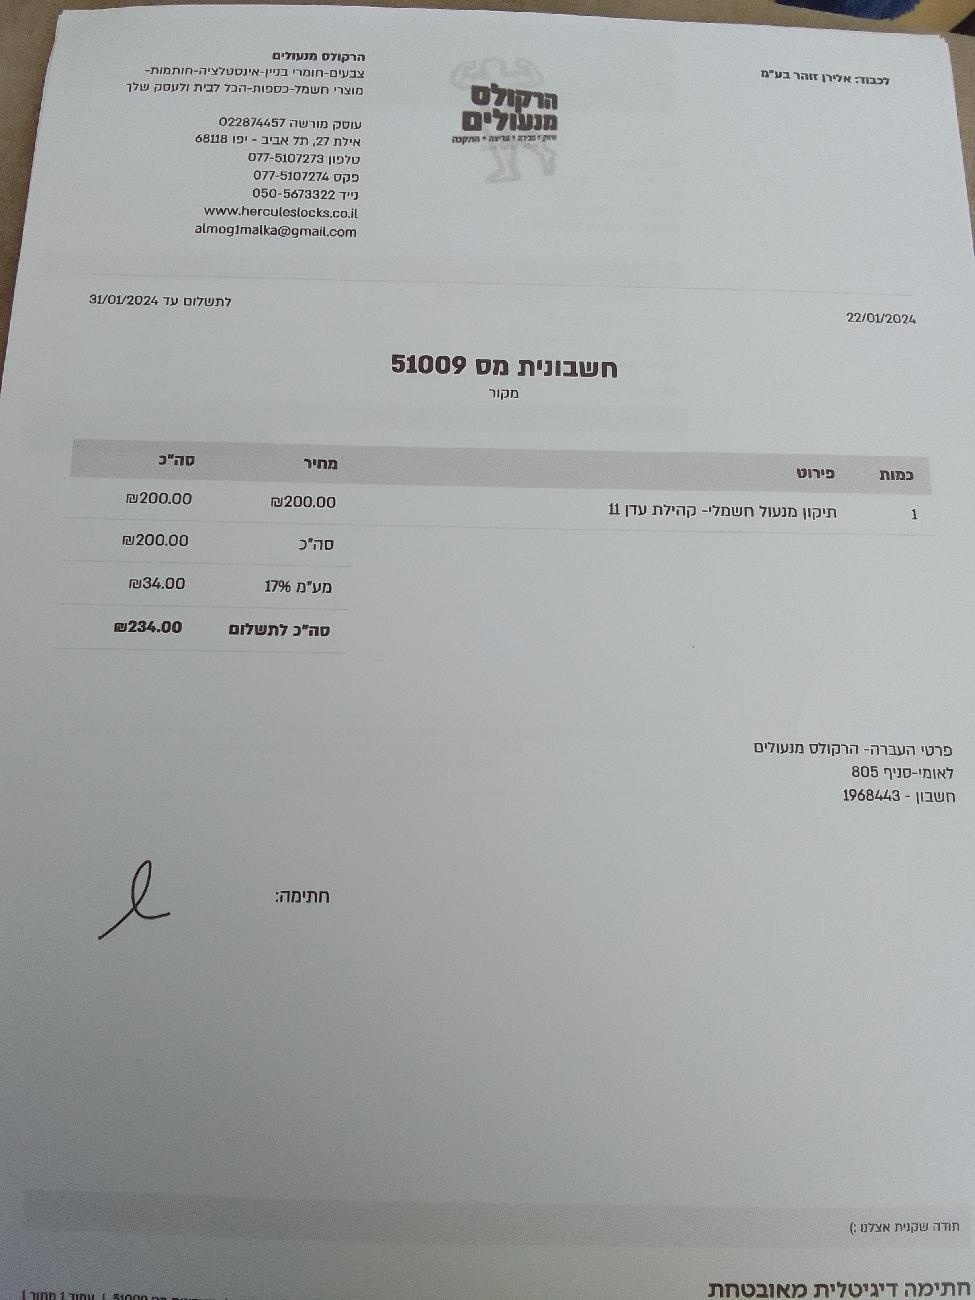 הרקולס מנעולים
צבעים-חומרי בניין-אינסטלציה-חותמות-
מוצרי חשמל-כספות-הכל לבית ולעסק שלך
עוסק מורשה 022874457
אילת 27, תל אביב - יפו 68118
טלפון 077-5107273
פקס 077-5107274
נייד 050-5673322
www.herculeslocks.co.il
almog1malka@gmail.com
הרקולס
מנעולים
לכבוד: אלירן זוהר בע"מ
22/01/2024 לתשלום עד 31/01/2024
חשבונית מס 51009
מקור
כמות פירוט מחיר סה"כ
1 תיקון מנעול חשמלי- קהילת עדן 11 ₪200.00 ₪200.00
סה"כ ₪200.00
מע"מ 17% ₪34.00
סה"כ לתשלום ₪234.00
פרטי העברה- הרקולס מנעולים
לאומי-סניף 805
חשבון - 1968443
חתימה:
תודה שקנית אצלנו :)
חתימה דיגיטלית מאובטחת
מס 51009 | עמוד 1 מתוך 1